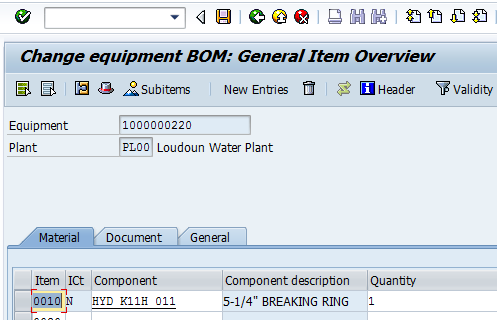 Change equipment BOM: General Item Overview
Subitems New Entries Header Validity
Equipment 1000000220
Plant PL00 Loudoun Water Plant
Material Document General
Item ICt Component Component description Quantity
0010 N HYD K11H 011 5-1/4" BREAKING RING 1